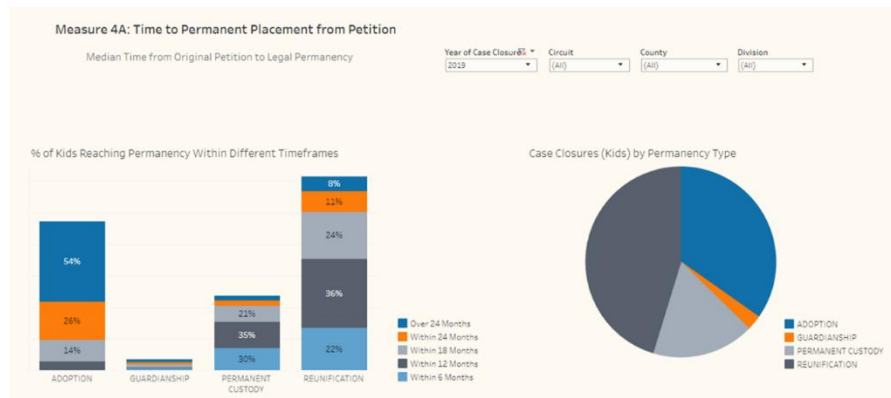 Measure 4A: Time to Permanent Placement from Petition
Median Time from Original Petition to Legal Permanency
Year of Case Closure Circuit County Division
2019 (All) (All) (All)
% of Kids Reaching Permanency Within Different Timeframes
54%
26%
14%
21%
35%
30%
8%
11%
24%
36%
22%
ADOPTION GUARDIANSHIP PERMANENT CUSTODY REUNIFICATION
Over 24 Months
Within 24 Months
Within 18 Months
Within 12 Months
Within 6 Months
Case Closures (Kids) by Permanency Type
ADOPTION
GUARDIANSHIP
PERMANENT CUSTODY
REUNIFICATION